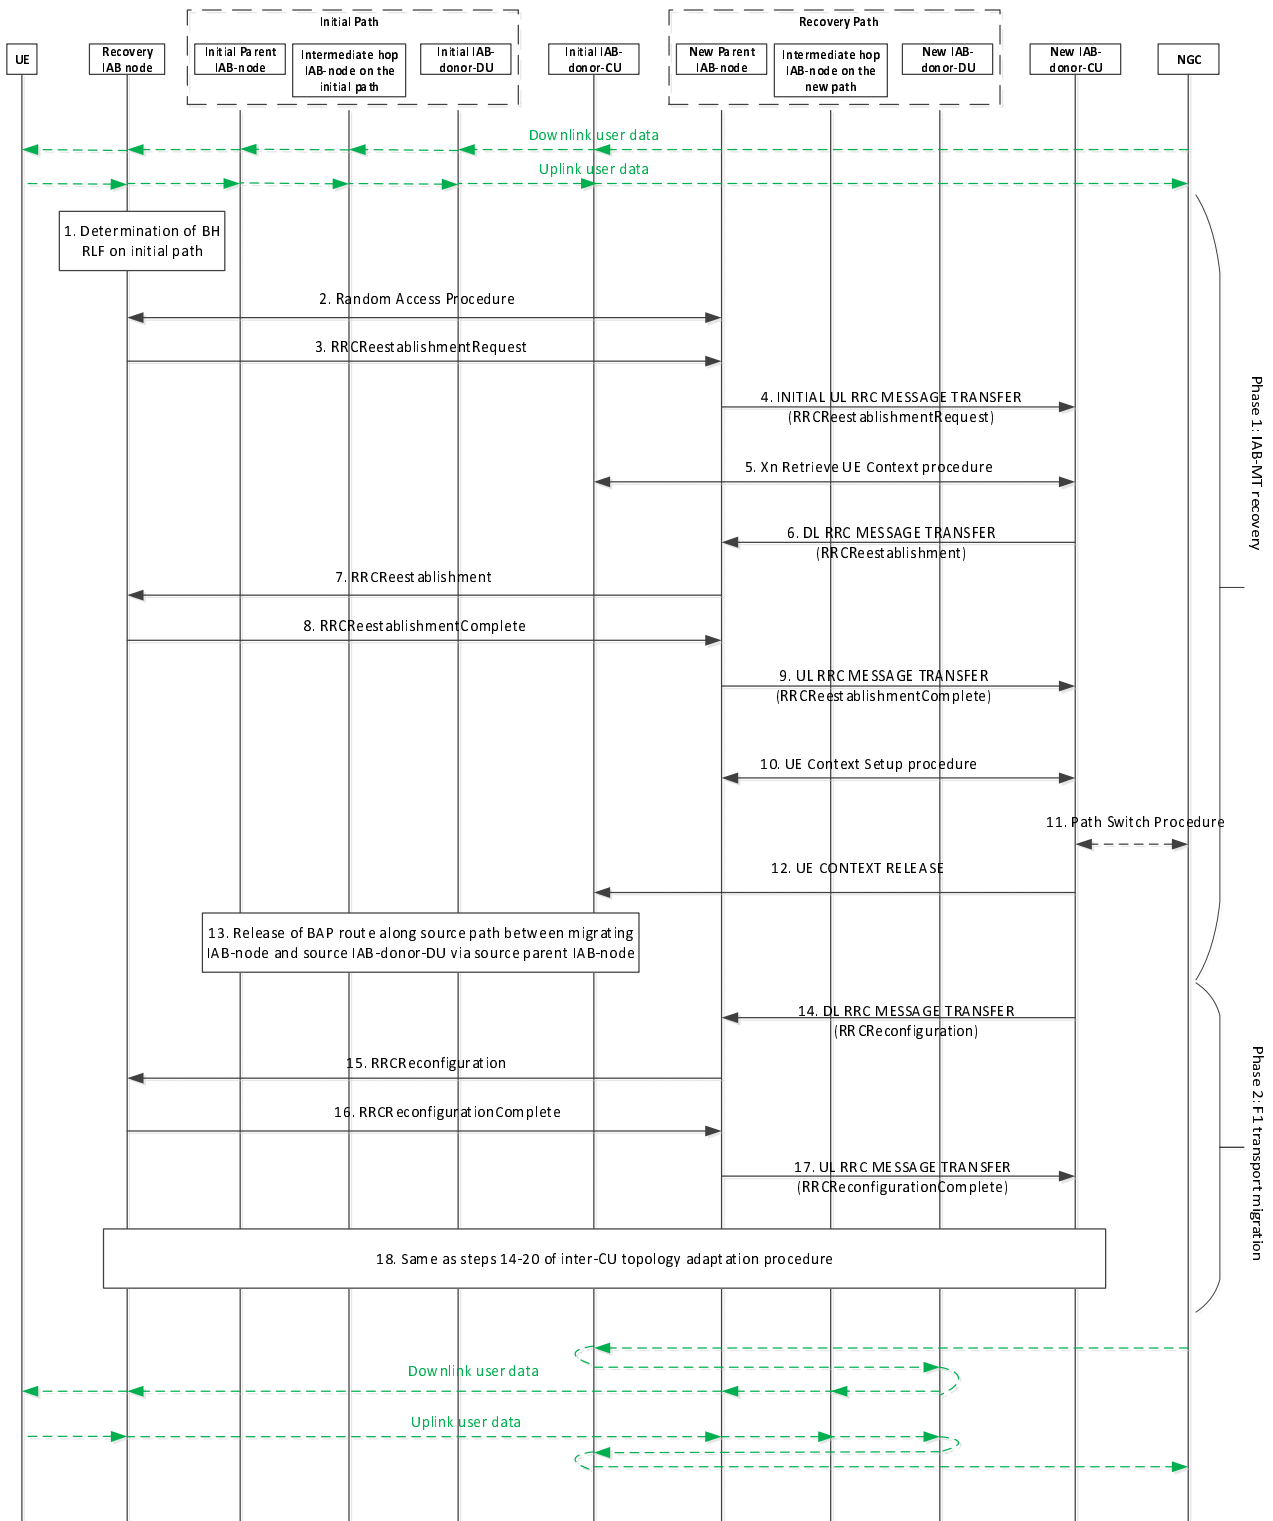 Initial Path
Recovery Path
UE
Recovery
IAB node
Initial Parent
IAB-node
Intermediate hop
IAB-node on the
initial path
Initial IAB-
donor-DU
Initial IAB-
donor-CU
New Parent
IAB-node
Intermediate hop
IAB-node on the
new path
New IAB-
donor-DU
New IAB-
donor-CU
NGC
Downlink user data
Uplink user data
1. Determination of BH
RLF on initial path
2. Random Access Procedure
3. RRCReestablishmentRequest
4. INITIAL UL RRC MESSAGE TRANSFER
(RRCReestablishmentRequest)
5. Xn Retrieve UE Context procedure
6. DL RRC MESSAGE TRANSFER
(RRCReestablishment)
7. RRCReestablishment
8. RRCReestablishmentComplete
9. UL RRC MESSAGE TRANSFER
(RRCReestablishmentComplete)
10. UE Context Setup procedure
11. Path Switch Procedure
12. UE CONTEXT RELEASE
13. Release of BAP route along source path between migrating
IAB-node and source IAB-donor-DU via source parent IAB-node
Phase 1: IAB-MT recovery
14. DL RRC MESSAGE TRANSFER
(RRCReconfiguration)
15. RRCReconfiguration
16. RRCReconfigurationComplete
17. UL RRC MESSAGE TRANSFER
(RRCReconfigurationComplete)
18. Same as steps 14-20 of inter-CU topology adaptation procedure
Phase 2: F1 transport migration
Downlink user data
Uplink user data